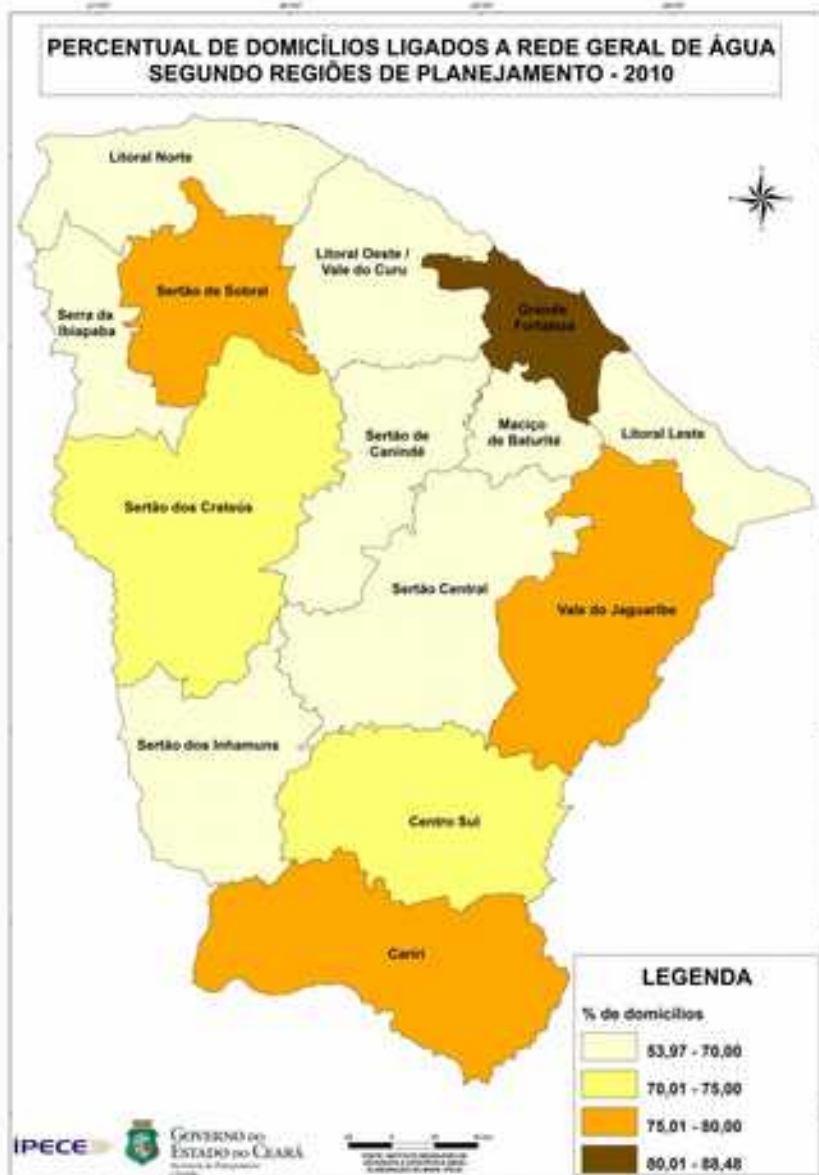 PERCENTUAL DE DOMICÍLIOS LIGADOS A REDE GERAL DE ÁGUA
SEGUNDO REGIÕES DE PLANEJAMENTO - 2010
Litoral Norte
Litoral Oeste /
Vale do Curu
Sertão de Sobral
Grande
Fortaleza
Serra da
Ibiapaba
Maciço
de Baturité
Sertão de
Canindé
Litoral Leste
Sertão dos Crateús
Sertão Central
Vale do Jaguaribe
Sertão dos Inhamuns
Centro Sul
Cariri
LEGENDA
% de domicílios
53,97 - 70,00
70,01 - 75,00
75,01 - 80,00
80,01 - 88,48
IPECE
GOVERNO DO
ESTADO DO CEARÁ